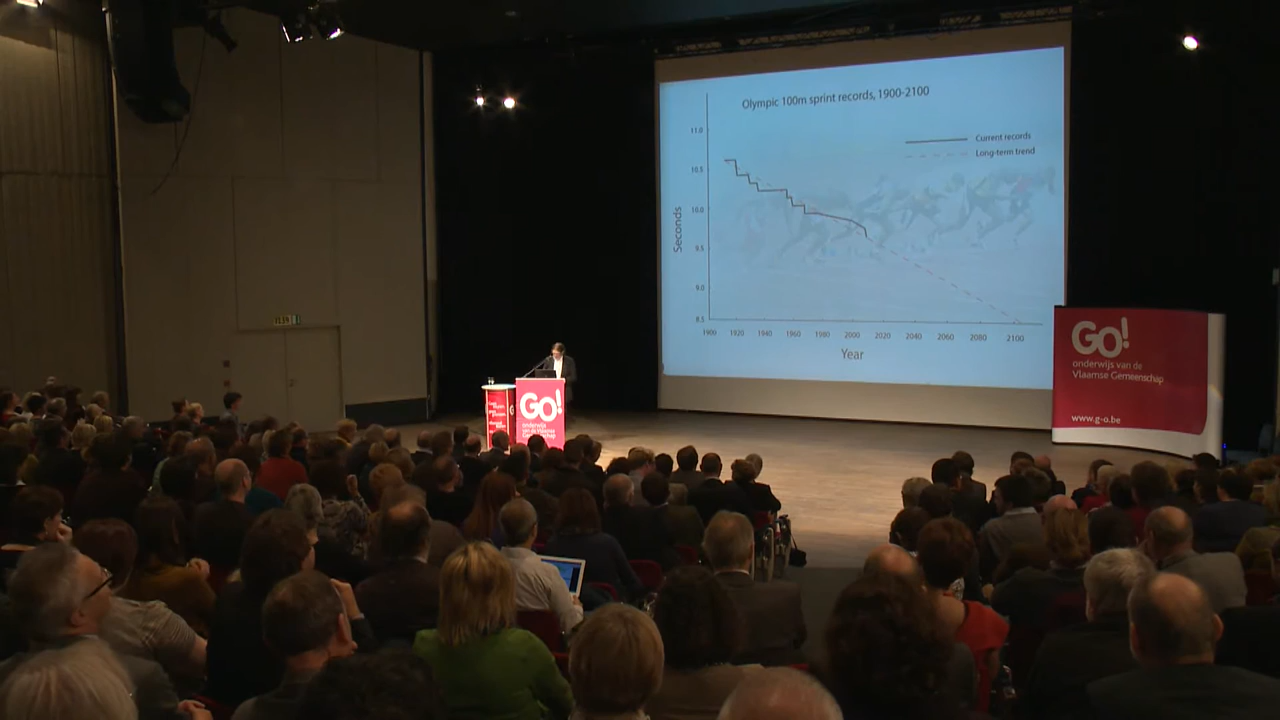 Olympic 100m sprint records, 1900-2100
Current records
Long-term trend
11.0
10.5
10.0
9.5
9.0
8.5
Seconds
1900 1920 1940 1960 1980 2000 2020 2040 2060 2080 2100
Year
GO!
onderwijs van de
Vlaamse Gemeenschap
www.g-o.be
GO!
onderwijs
van de Vlaamse
Gemeenschap